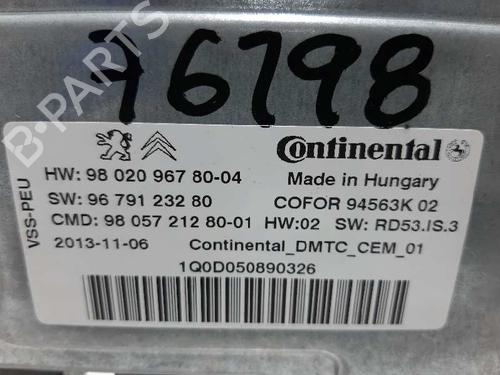 76798
B-PARTS
Continental
HW: 98 020 967 80-04
Made in Hungary
SW: 96 791 232 80
COFOR 94563K 02
CMD: 98 057 212 80-01
HW:02 SW: RD53.IS.3
2013-11-06
Continental_DMTC_CEM_01
1Q0D050890326
VSS-PEU